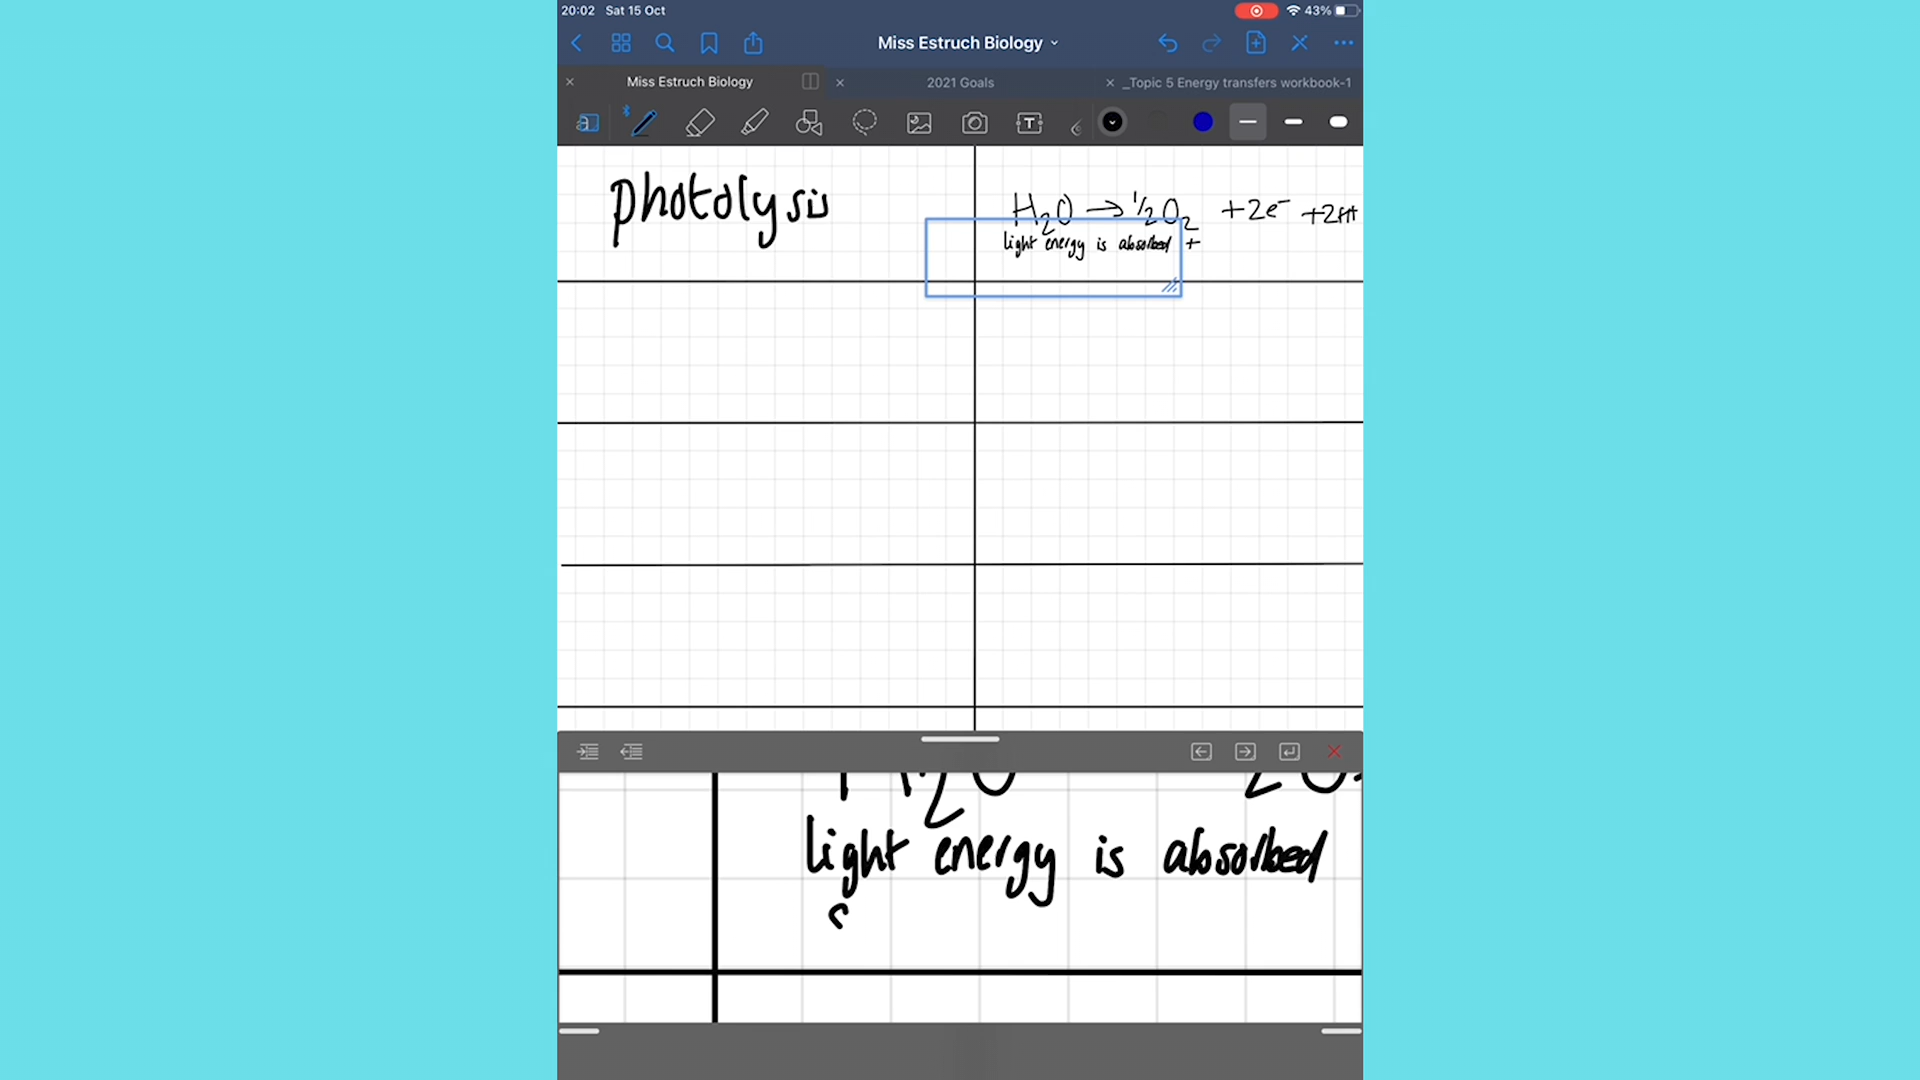 20:02 Sat 15 Oct 43%
Miss Estruch Biology
Miss Estruch Biology 2021 Goals _Topic 5 Energy transfers workbook-1
photolysis
H₂O → ½O₂ + 2e⁻ + 2H⁺
light energy is absorbed +
light energy is absorbed